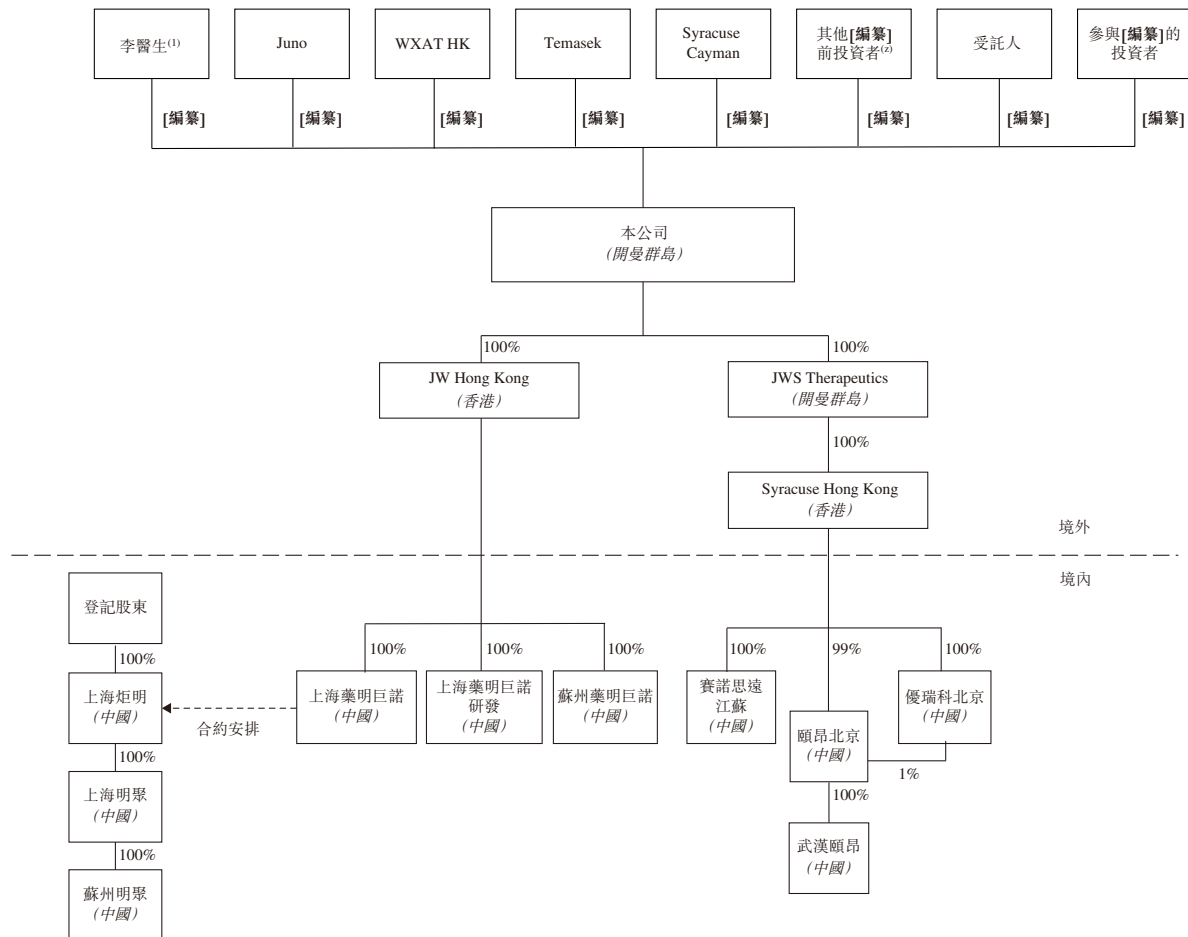 李醫生(1)
Juno
WXAT HK
Temasek
Syracuse
Cayman
其他[編纂]
前投資者(z)
受託人
參與[編纂]的
投資者
[編纂]
[編纂]
[編纂]
[編纂]
[編纂]
[編纂]
[編纂]
[編纂]
本公司
(開曼群島)
100%
100%
JW Hong Kong
(香港)
JWS Therapeutics
(開曼群島)
100%
Syracuse Hong Kong
(香港)
境外
境內
登記股東
100%
100%
100%
100%
100%
99%
100%
上海炬明
(中國)
合約安排
上海藥明巨諾
(中國)
上海藥明巨諾
研發
(中國)
蘇州藥明巨諾
(中國)
賽諾思遠
江蘇
(中國)
頤昂北京
(中國)
優瑞科北京
(中國)
1%
100%
上海明聚
(中國)
100%
武漢頤昂
(中國)
100%
蘇州明聚
(中國)